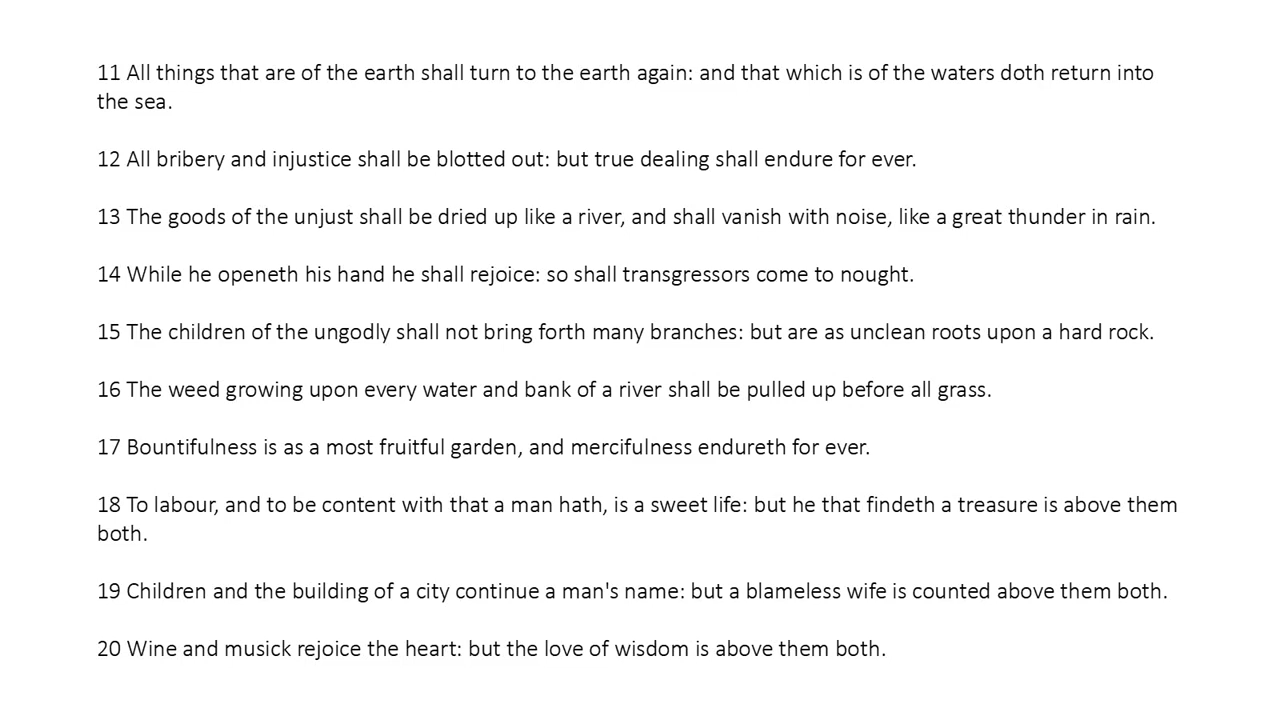 11 All things that are of the earth shall turn to the earth again: and that which is of the waters doth return into
the sea.
12 All bribery and injustice shall be blotted out: but true dealing shall endure for ever.
13 The goods of the unjust shall be dried up like a river, and shall vanish with noise, like a great thunder in rain.
14 While he openeth his hand he shall rejoice: so shall transgressors come to nought.
15 The children of the ungodly shall not bring forth many branches: but are as unclean roots upon a hard rock.
16 The weed growing upon every water and bank of a river shall be pulled up before all grass.
17 Bountifulness is as a most fruitful garden, and mercifulness endureth for ever.
18 To labour, and to be content with that a man hath, is a sweet life: but he that findeth a treasure is above them
both.
19 Children and the building of a city continue a man's name: but a blameless wife is counted above them both.
20 Wine and musick rejoice the heart: but the love of wisdom is above them both.